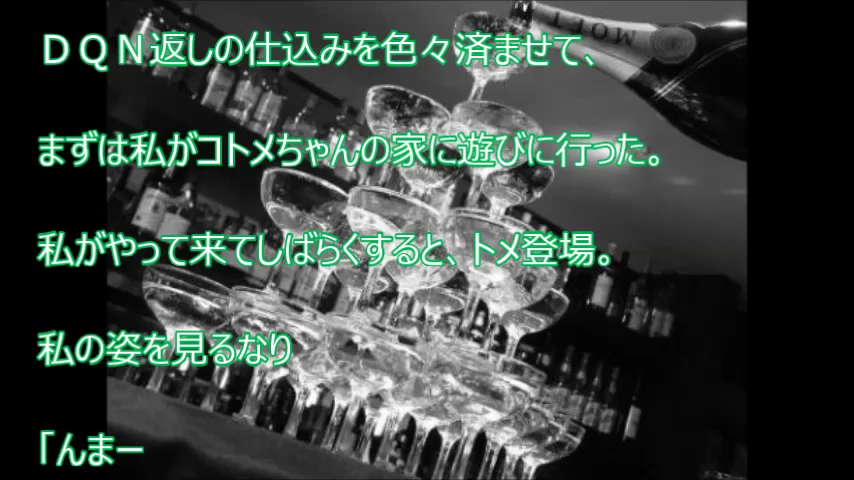 ＤＱＮ返しの仕込みを色々済ませて、
まずは私がコトメちゃんの家に遊びに行った。
私がやって来てしばらくすると、トメ登場。
私の姿を見るなり
「んまー
MOET